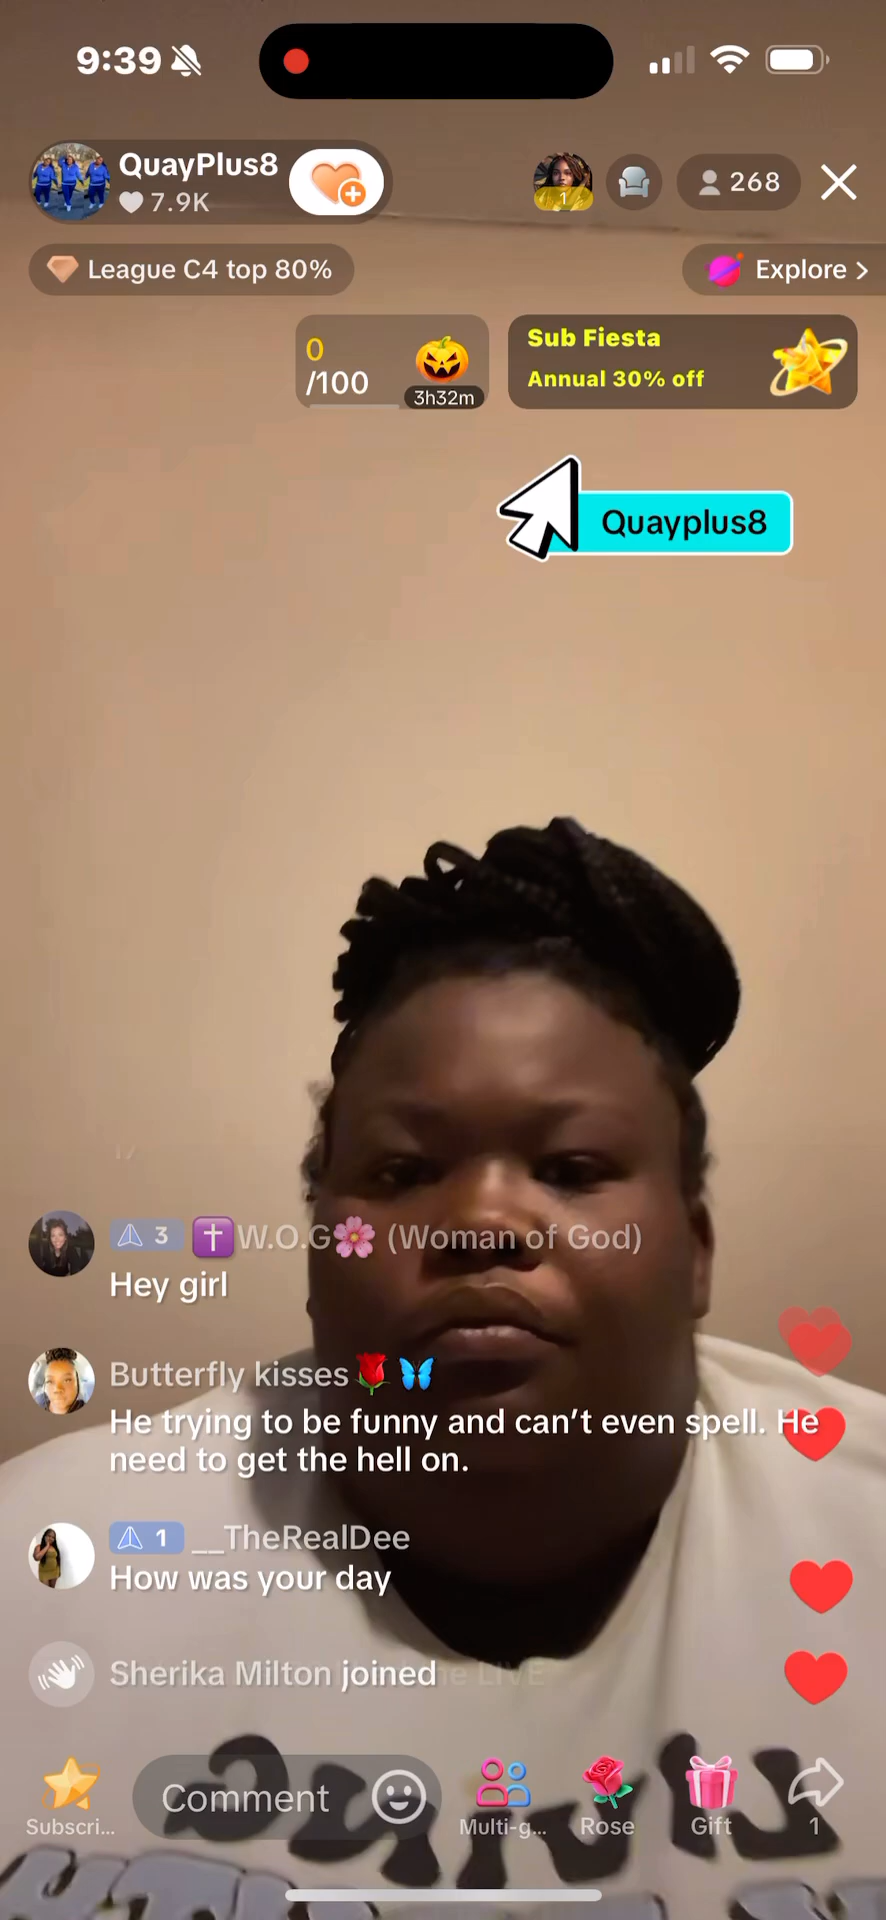 9:39
QuayPlus8
7.9K
1
268
League C4 top 80%
Explore >
0
/100
3h32m
Sub Fiesta
Annual 30% off
Quayplus8
3 W.O.G (Woman of God)
Hey girl
Butterfly kisses
He trying to be funny and can't even spell. He
need to get the hell on.
1 __TheRealDee
How was your day
Sherika Milton joined
Subscri...
Comment
Multi-g...
Rose
Gift
1